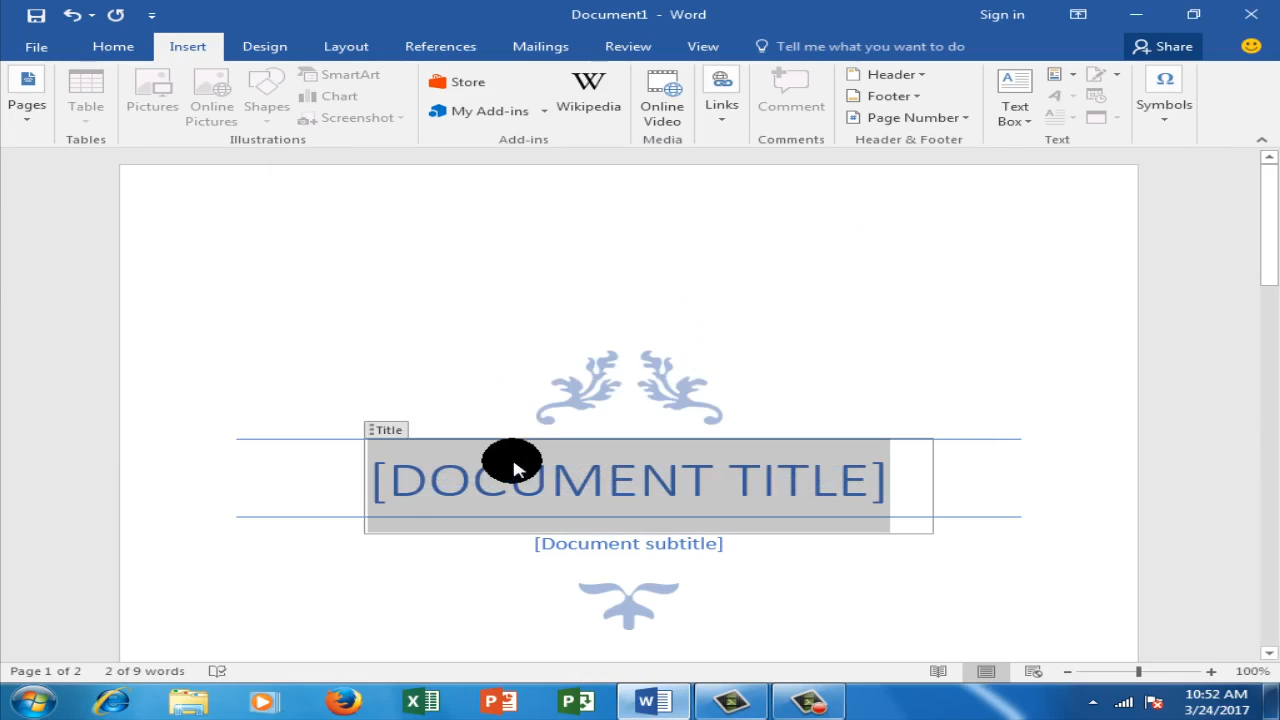 Document1 - Word
Sign in
File Home Insert Design Layout References Mailings Review View Tell me what you want to do Share
Pages
Table
Tables
Pictures
Online Pictures
Shapes
SmartArt
Chart
Screenshot
Illustrations
Store
My Add-ins
W
Wikipedia
Add-ins
Online Video
Media
Links
Comment
Comments
Header
Footer
Page Number
Header & Footer
Text Box
Text
Symbols
Title
[DOCUMENT TITLE]
[Document subtitle]
Page 1 of 2 2 of 9 words 100%
10:52 AM
3/24/2017